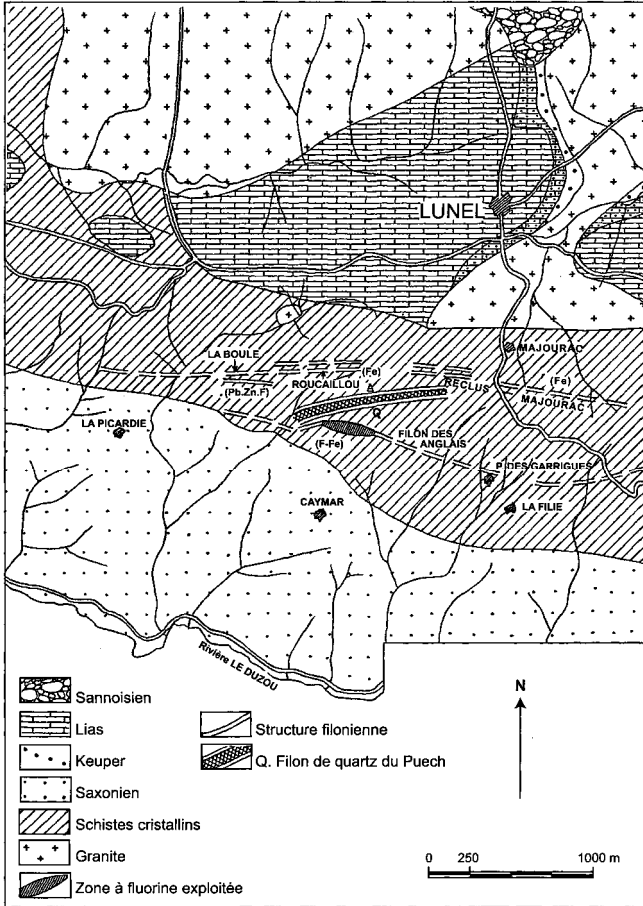 LUNEL
MAJOURAC
LA BOULE
(Fe)
ROUCAILLOU
RECLUS
(Fe)
MAJOURAC
(Pb.Zn.F)
Q
LA PICARDIE
(F-Fe)
FILON DES
ANGLAIS
P. DES GARRIGUES
CAYMAR
LA FILIE
Rivière LE DUZOU
Sannoisien
Lias
Keuper
Saxonien
Schistes cristallins
Granite
Zone à fluorine exploitée
Structure filonienne
Q. Filon de quartz du Puech
N
0 250 1000 m